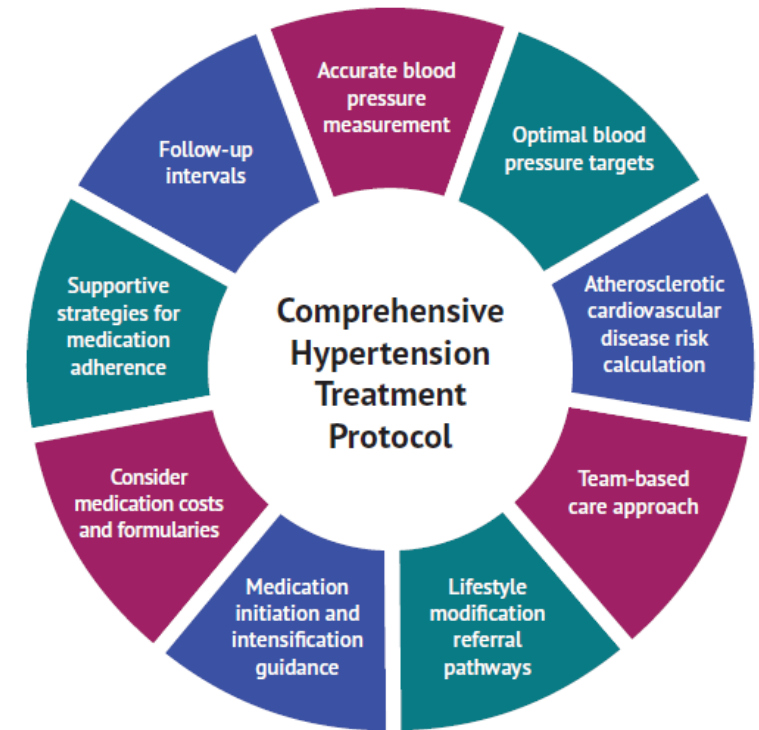 Comprehensive
Hypertension
Treatment
Protocol
Accurate blood
pressure
measurement
Optimal blood
pressure targets
Atherosclerotic
cardiovascular
disease risk
calculation
Team-based
care approach
Lifestyle
modification
referral
pathways
Medication
initiation and
intensification
guidance
Consider
medication costs
and formularies
Supportive
strategies for
medication
adherence
Follow-up
intervals